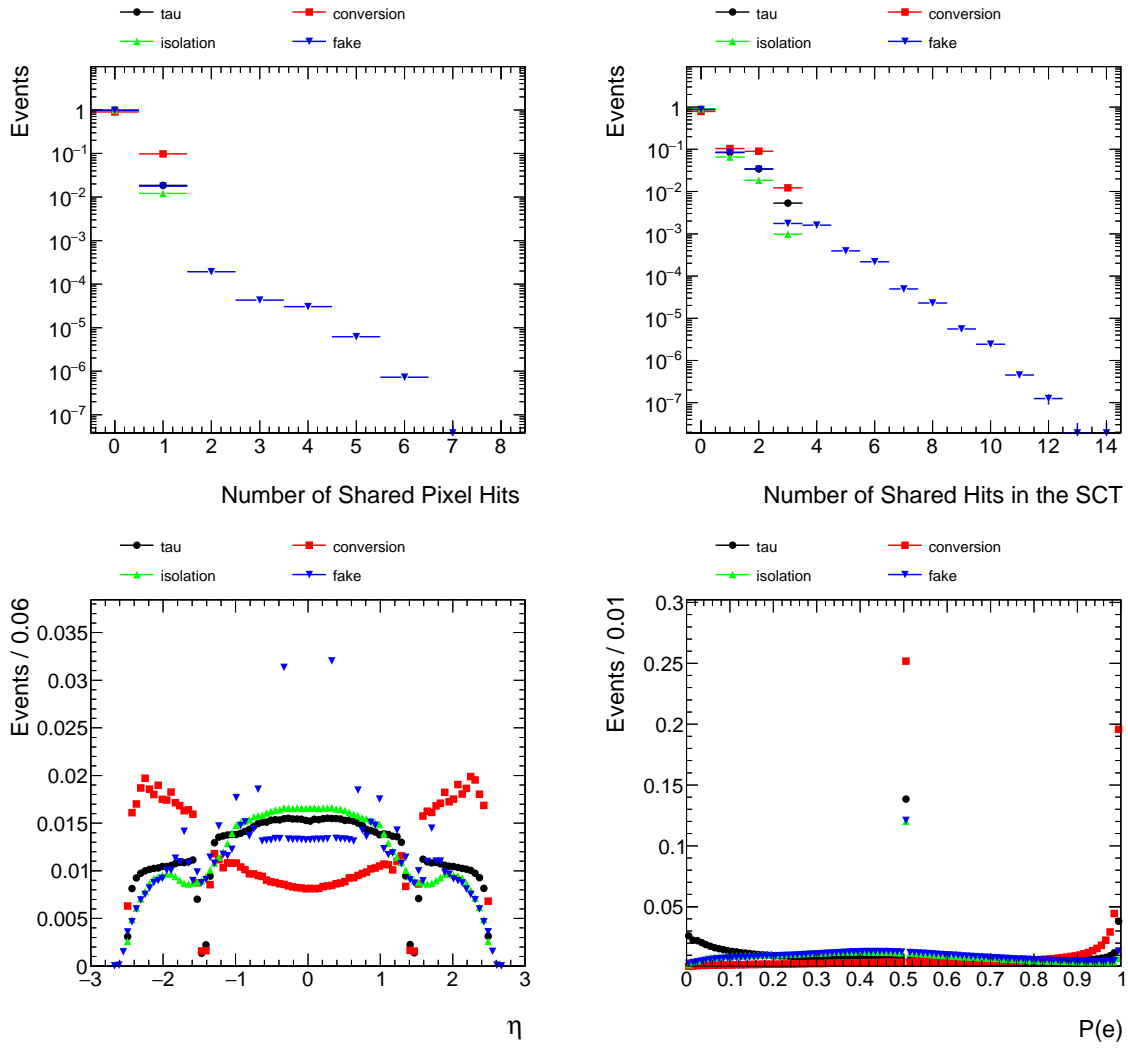 tau conversion
isolation fake
Events
1
10⁻¹
10⁻²
10⁻³
10⁻⁴
10⁻⁵
10⁻⁶
10⁻⁷
0 1 2 3 4 5 6 7 8
Number of Shared Pixel Hits
tau conversion
isolation fake
Events
1
10⁻¹
10⁻²
10⁻³
10⁻⁴
10⁻⁵
10⁻⁶
10⁻⁷
0 2 4 6 8 10 12 14
Number of Shared Hits in the SCT
tau conversion
isolation fake
Events / 0.06
0.035
0.03
0.025
0.02
0.015
0.01
0.005
0
−3 −2 −1 0 1 2 3
η
tau conversion
isolation fake
Events / 0.01
0.3
0.25
0.2
0.15
0.1
0.05
0 0.1 0.2 0.3 0.4 0.5 0.6 0.7 0.8 0.9 1
P(e)